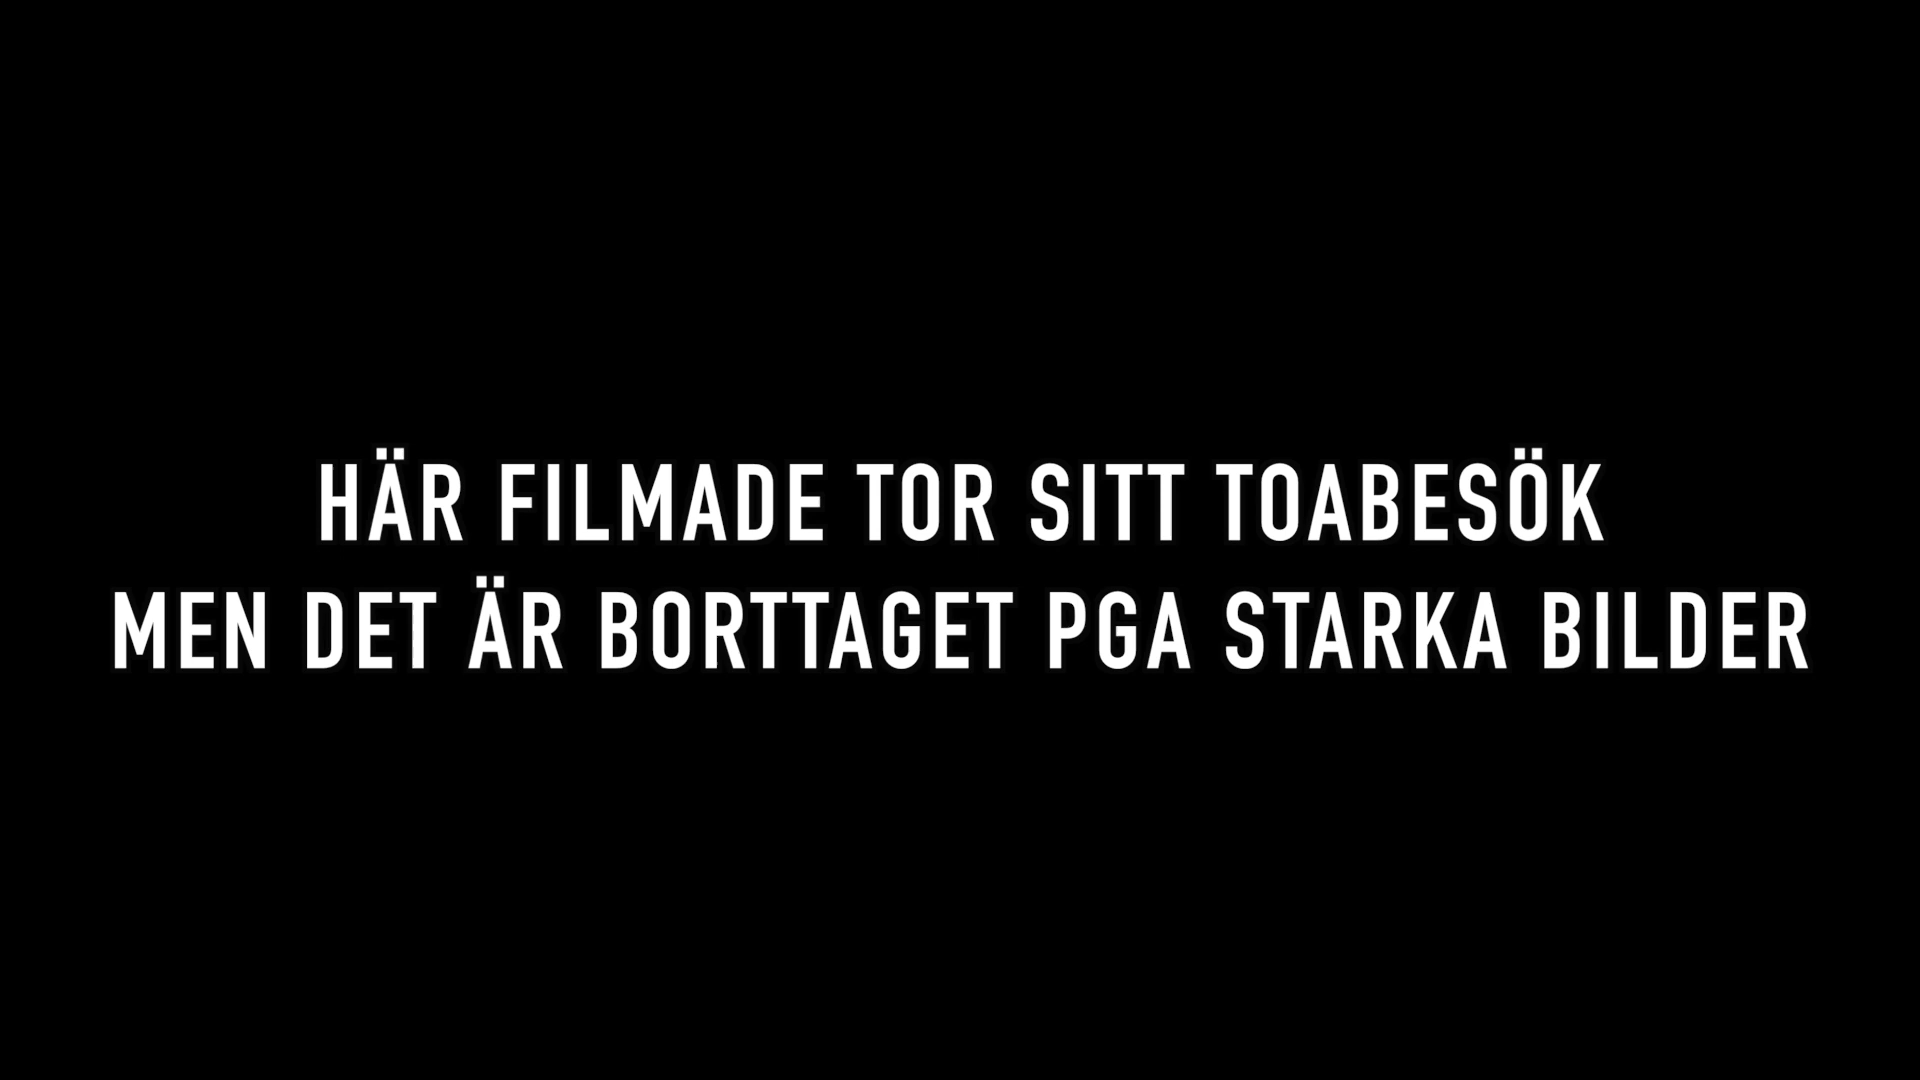 HÄR FILMADE TOR SITT TOABESÖK
MEN DET ÄR BORTTAGET PGA STARKA BILDER